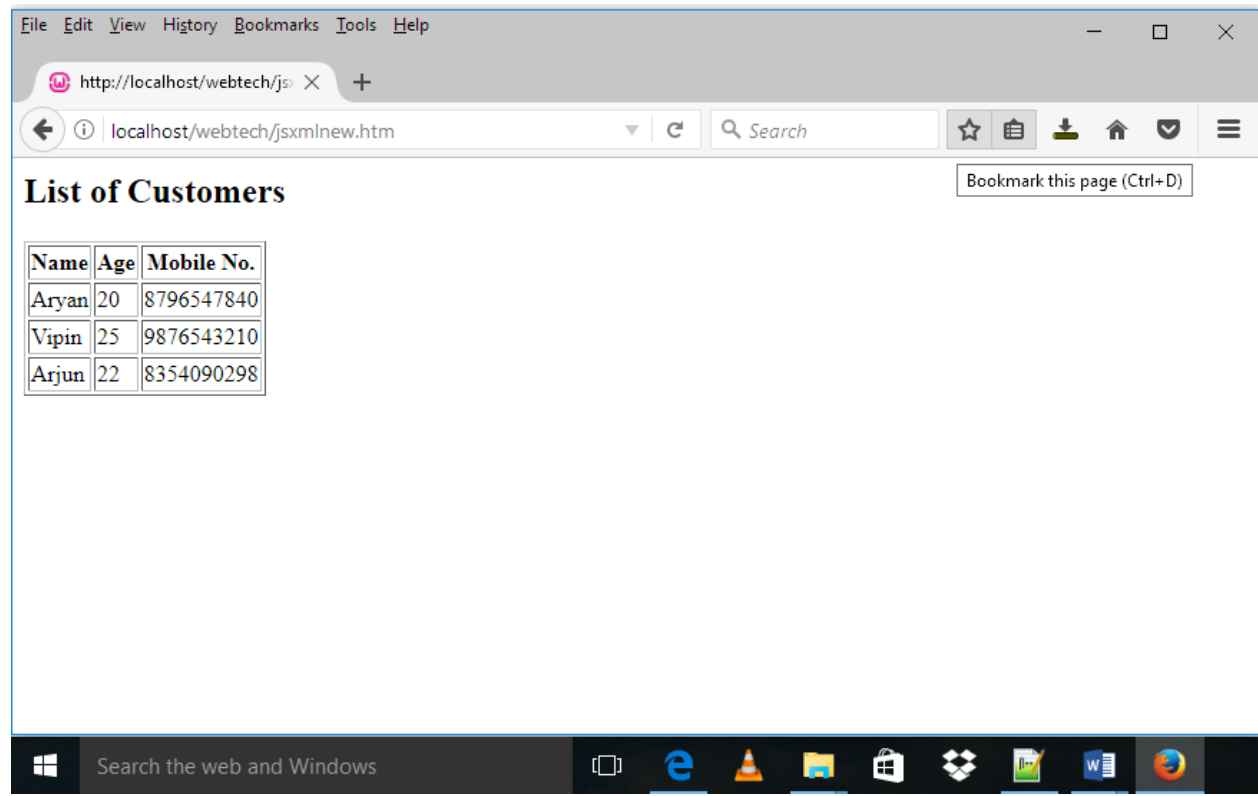 File Edit View History Bookmarks Tools Help
http://localhost/webtech/js
localhost/webtech/jsxmlnew.htm Search
Bookmark this page (Ctrl+D)
List of Customers
Name Age Mobile No.
Aryan 20 8796547840
Vipin 25 9876543210
Arjun 22 8354090298
Search the web and Windows